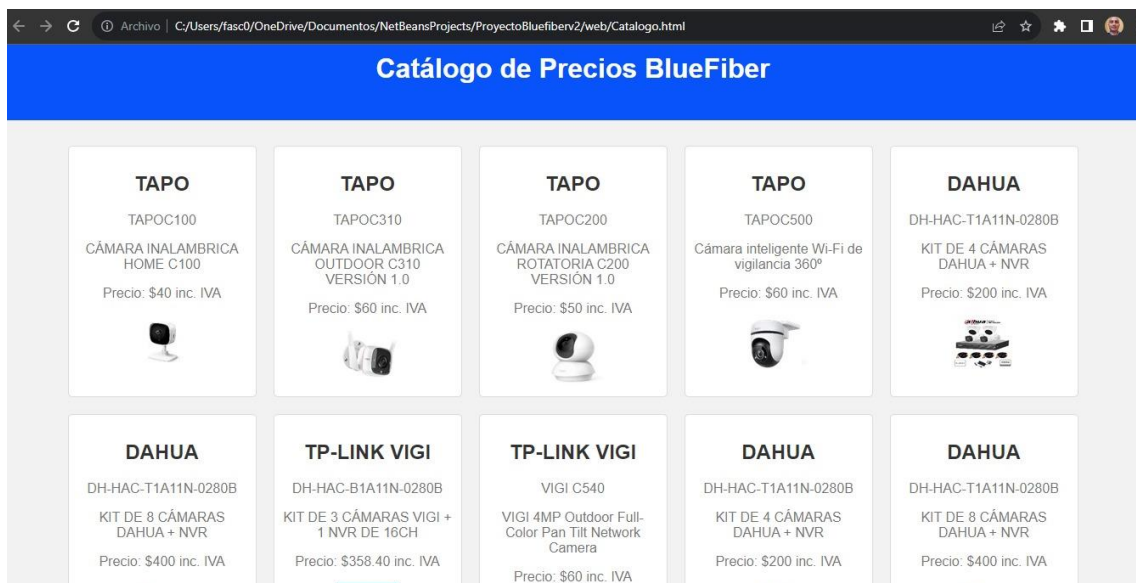 Archivo
C:/Users/fasc0/OneDrive/Documentos/NetBeansProjects/ProyectoBluefiberv2/web/Catalogo.html
Catálogo de Precios BlueFiber
TAPO
TAPOC100
CÁMARA INALAMBRICA
HOME C100
Precio: $40 inc. IVA
TAPO
TAPOC310
CÁMARA INALAMBRICA
OUTDOOR C310
VERSIÓN 1.0
Precio: $60 inc. IVA
TAPO
TAPOC200
CÁMARA INALAMBRICA
ROTATORIA C200
VERSIÓN 1.0
Precio: $50 inc. IVA
TAPO
TAPOC500
Cámara inteligente Wi-Fi de
vigilancia 360º
Precio: $60 inc. IVA
DAHUA
DH-HAC-T1A11N-0280B
KIT DE 4 CÁMARAS
DAHUA + NVR
Precio: $200 inc. IVA
DAHUA
DH-HAC-T1A11N-0280B
KIT DE 8 CÁMARAS
DAHUA + NVR
Precio: $400 inc. IVA
TP-LINK VIGI
DH-HAC-B1A11N-0280B
KIT DE 3 CÁMARAS VIGI +
1 NVR DE 16CH
Precio: $358.40 inc. IVA
TP-LINK VIGI
VIGI C540
VIGI 4MP Outdoor Full-
Color Pan Tilt Network
Camera
Precio: $60 inc. IVA
DAHUA
DH-HAC-T1A11N-0280B
KIT DE 4 CÁMARAS
DAHUA + NVR
Precio: $200 inc. IVA
DAHUA
DH-HAC-T1A11N-0280B
KIT DE 8 CÁMARAS
DAHUA + NVR
Precio: $400 inc. IVA